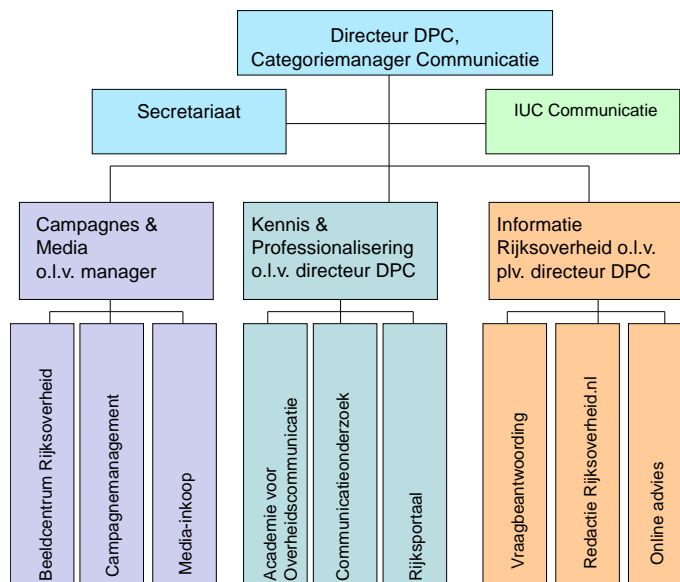 Directeur DPC,
Categoriemanager Communicatie
Secretariaat
IUC Communicatie
Campagnes &
Media
o.l.v. manager
Kennis &
Professionalisering
o.l.v. directeur DPC
Informatie
Rijksoverheid o.l.v.
plv. directeur DPC
Beeldcentrum Rijksoverheid
Campagnemanagement
Media-inkoop
Academie voor
Overheidscommunicatie
Communicatieonderzoek
Rijksportaal
Vraagbeantwoording
Redactie Rijksoverheid.nl
Online advies